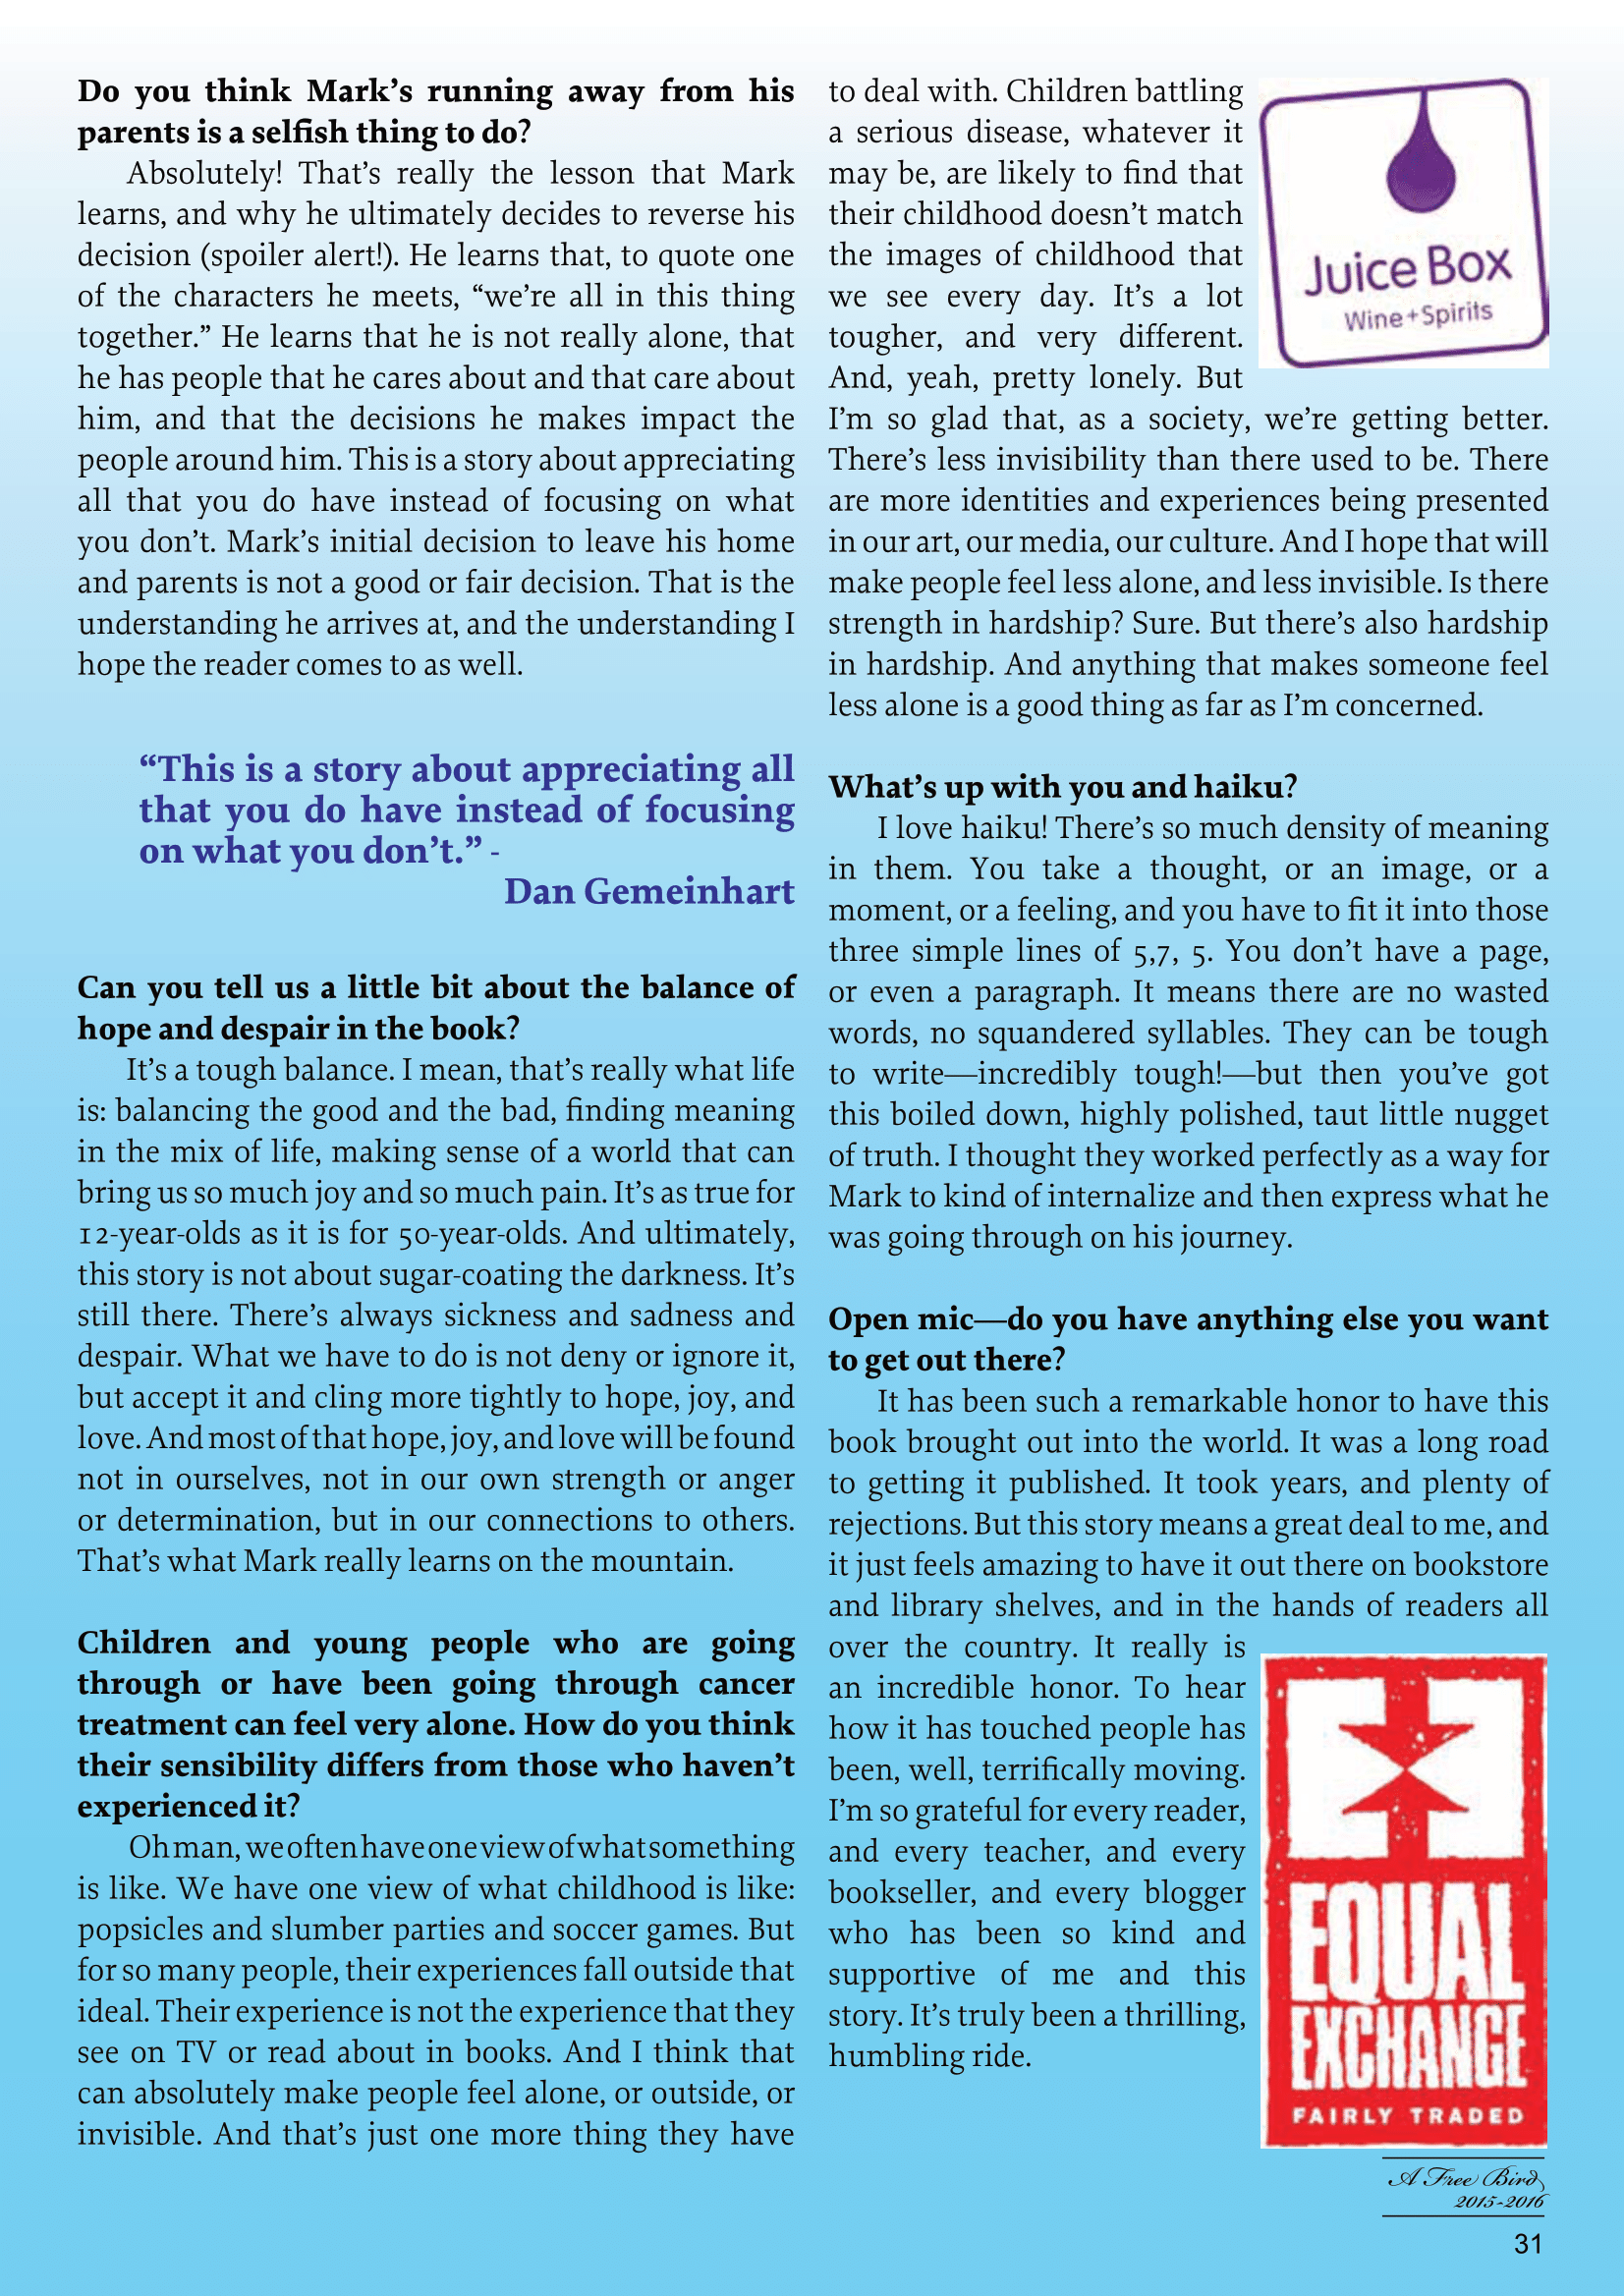 Do you think Mark’s running away from his
parents is a selfish thing to do?
Absolutely! That’s really the lesson that Mark
learns, and why he ultimately decides to reverse his
decision (spoiler alert!). He learns that, to quote one
of the characters he meets, “we’re all in this thing
together.” He learns that he is not really alone, that
he has people that he cares about and that care about
him, and that the decisions he makes impact the
people around him. This is a story about appreciating
all that you do have instead of focusing on what
you don’t. Mark’s initial decision to leave his home
and parents is not a good or fair decision. That is the
understanding he arrives at, and the understanding I
hope the reader comes to as well.
“This is a story about appreciating all
that you do have instead of focusing
on what you don’t.” -
Dan Gemeinhart
Can you tell us a little bit about the balance of
hope and despair in the book?
It’s a tough balance. I mean, that’s really what life
is: balancing the good and the bad, finding meaning
in the mix of life, making sense of a world that can
bring us so much joy and so much pain. It’s as true for
12-year-olds as it is for 50-year-olds. And ultimately,
this story is not about sugar-coating the darkness. It’s
still there. There’s always sickness and sadness and
despair. What we have to do is not deny or ignore it,
but accept it and cling more tightly to hope, joy, and
love. And most of that hope, joy, and love will be found
not in ourselves, not in our own strength or anger
or determination, but in our connections to others.
That’s what Mark really learns on the mountain.
Children and young people who are going
through or have been going through cancer
treatment can feel very alone. How do you think
their sensibility differs from those who haven’t
experienced it?
Oh man, we often have one view of what something
is like. We have one view of what childhood is like:
popsicles and slumber parties and soccer games. But
for so many people, their experiences fall outside that
ideal. Their experience is not the experience that they
see on TV or read about in books. And I think that
can absolutely make people feel alone, or outside, or
invisible. And that’s just one more thing they have
to deal with. Children battling
a serious disease, whatever it
may be, are likely to find that
their childhood doesn’t match
the images of childhood that
we see every day. It’s a lot
tougher, and very different.
And, yeah, pretty lonely. But
I’m so glad that, as a society, we’re getting better.
There’s less invisibility than there used to be. There
are more identities and experiences being presented
in our art, our media, our culture. And I hope that will
make people feel less alone, and less invisible. Is there
strength in hardship? Sure. But there’s also hardship
in hardship. And anything that makes someone feel
less alone is a good thing as far as I’m concerned.
Juice Box
Wine+Spirits
What’s up with you and haiku?
I love haiku! There’s so much density of meaning
in them. You take a thought, or an image, or a
moment, or a feeling, and you have to fit it into those
three simple lines of 5,7, 5. You don’t have a page,
or even a paragraph. It means there are no wasted
words, no squandered syllables. They can be tough
to write—incredibly tough!—but then you’ve got
this boiled down, highly polished, taut little nugget
of truth. I thought they worked perfectly as a way for
Mark to kind of internalize and then express what he
was going through on his journey.
Open mic—do you have anything else you want
to get out there?
It has been such a remarkable honor to have this
book brought out into the world. It was a long road
to getting it published. It took years, and plenty of
rejections. But this story means a great deal to me, and
it just feels amazing to have it out there on bookstore
and library shelves, and in the hands of readers all
over the country. It really is
an incredible honor. To hear
how it has touched people has
been, well, terrifically moving.
I’m so grateful for every reader,
and every teacher, and every
bookseller, and every blogger
who has been so kind and
supportive of me and this
story. It’s truly been a thrilling,
humbling ride.
EQUAL
EXCHANGE
FAIRLY TRADED
A Free Bird
2015-2016
31